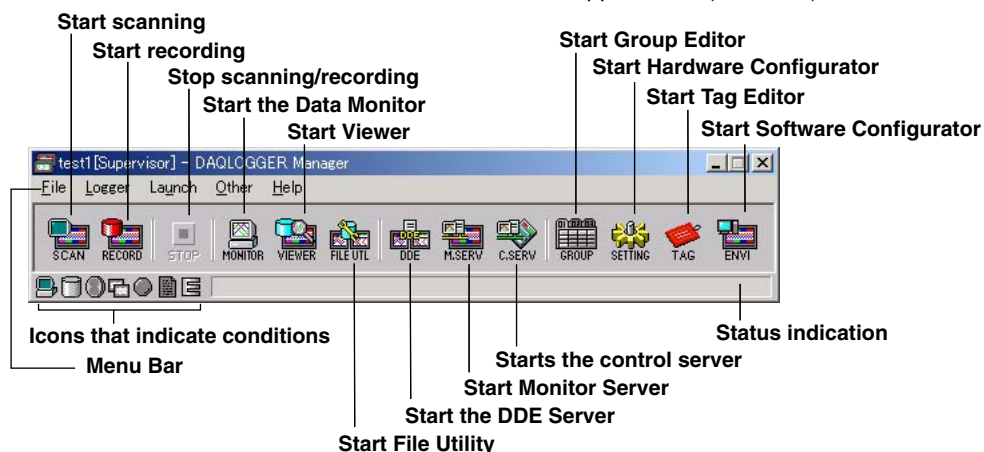 Start scanning
Start recording
Stop scanning/recording
Start the Data Monitor
Start Viewer
Start Group Editor
Start Hardware Configurator
Start Tag Editor
Start Software Configurator
test1 [Supervisor] - DAQLOGGER Manager
File Logger Launch Other Help
SCAN RECORD STOP MONITOR VIEWER FILE UTL DDE M.SERV C.SERV GROUP SETTING TAG ENVI
Icons that indicate conditions
Menu Bar
Status indication
Starts the control server
Start Monitor Server
Start the DDE Server
Start File Utility